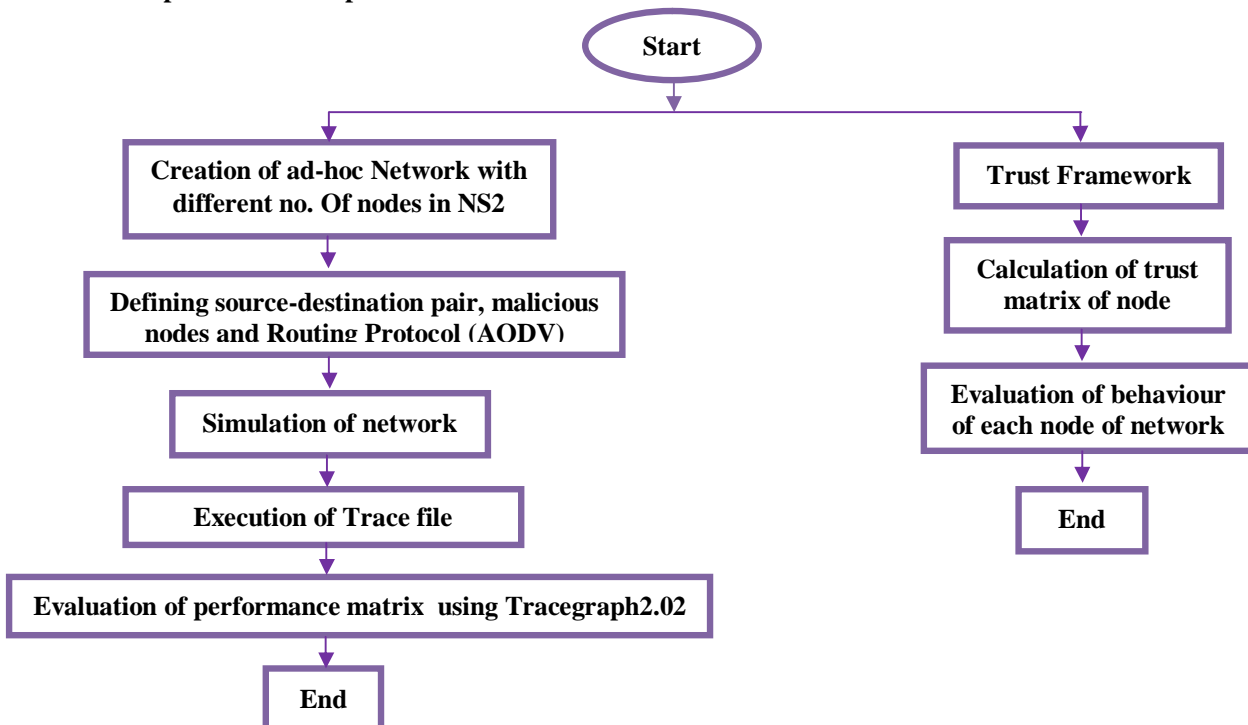 Start
Creation of ad-hoc Network with
different no. Of nodes in NS2
Defining source-destination pair, malicious
nodes and Routing Protocol (AODV)
Simulation of network
Execution of Trace file
Evaluation of performance matrix using Tracegraph2.02
End
Trust Framework
Calculation of trust
matrix of node
Evaluation of behaviour
of each node of network
End